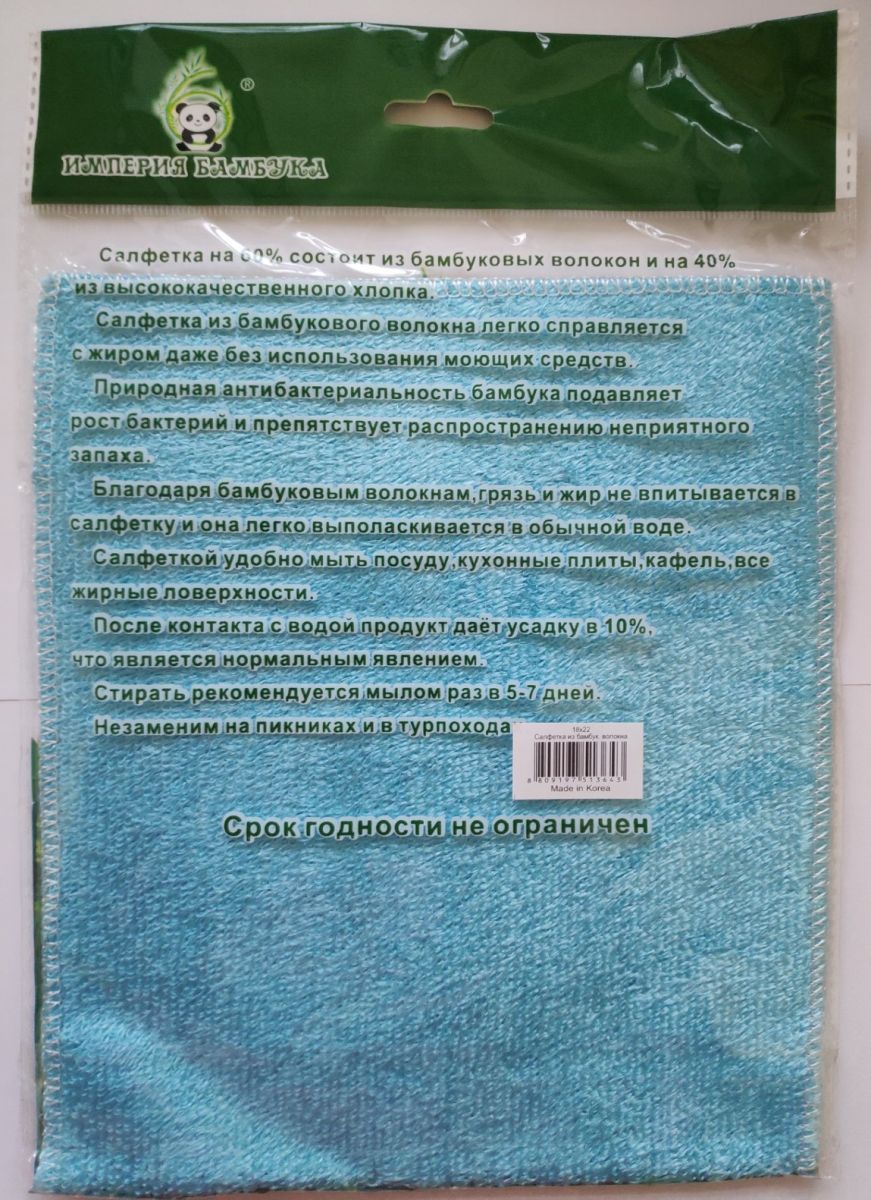 ®
ИМПЕРИЯ БАМБУКА
Салфетка на 60% состоит из бамбуковых волокон и на 40%
из высококачественного хлопка.
Салфетка из бамбукового волокна легко справляется
с жиром даже без использования моющих средств.
Природная антибактериальность бамбука подавляет
рост бактерий и препятствует распространению неприятного
запаха.
Благодаря бамбуковым волокнам,грязь и жир не впитывается в
салфетку и она легко выполаскивается в обычной воде.
Салфеткой удобно мыть посуду,кухонные плиты,кафель,все
жирные ловерхности.
После контакта с водой продукт даёт усадку в 10%,
что является нормальным явлением.
Стирать рекомендуется мылом раз в 5-7 дней.
Незаменим на пикниках и в турпохода
18x22
Салфетка из бамбук. волокна
8 809197 513643
Made in Korea
Срок годности не ограничен